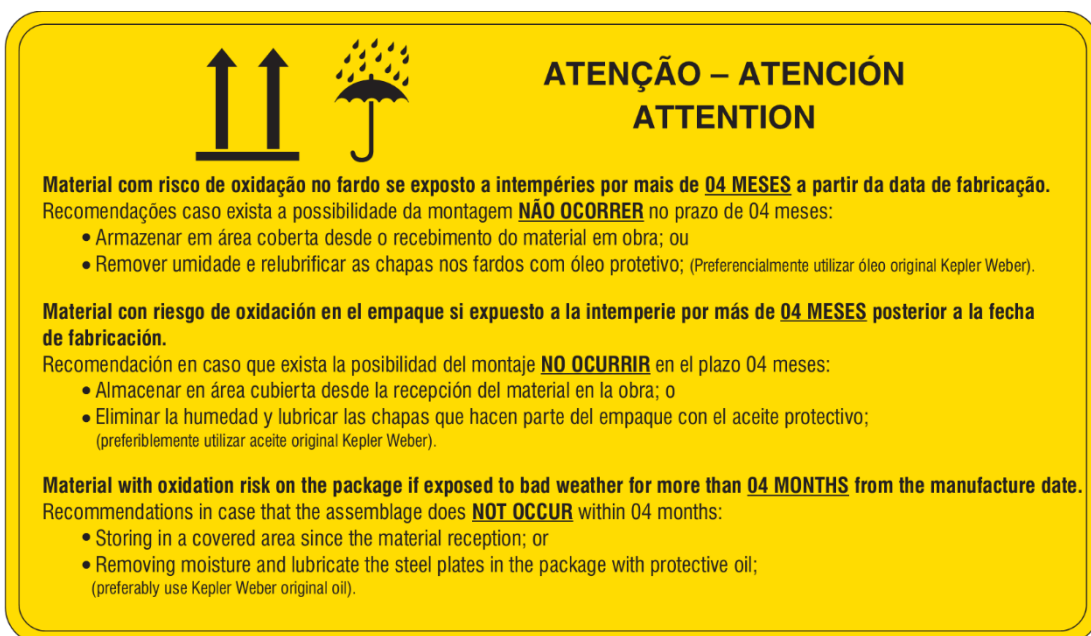 ATENÇÃO – ATENCIÓN
ATTENTION
Material com risco de oxidação no fardo se exposto a intempéries por mais de 04 MESES a partir da data de fabricação.
Recomendações caso exista a possibilidade da montagem NÃO OCORRER no prazo de 04 meses:
• Armazenar em área coberta desde o recebimento do material em obra; ou
• Remover umidade e relubrificar as chapas nos fardos com óleo protetivo; (Preferencialmente utilizar óleo original Kepler Weber).
Material con riesgo de oxidación en el empaque si expuesto a la intemperie por más de 04 MESES posterior a la fecha
de fabricación.
Recomendación en caso que exista la posibilidad del montaje NO OCURRIR en el plazo 04 meses:
• Almacenar en área cubierta desde la recepción del material en la obra; o
• Eliminar la humedad y lubricar las chapas que hacen parte del empaque con el aceite protectivo;
(preferiblemente utilizar aceite original Kepler Weber).
Material with oxidation risk on the package if exposed to bad weather for more than 04 MONTHS from the manufacture date.
Recommendations in case that the assemblage does NOT OCCUR within 04 months:
• Storing in a covered area since the material reception; or
• Removing moisture and lubricate the steel plates in the package with protective oil;
(preferably use Kepler Weber original oil).